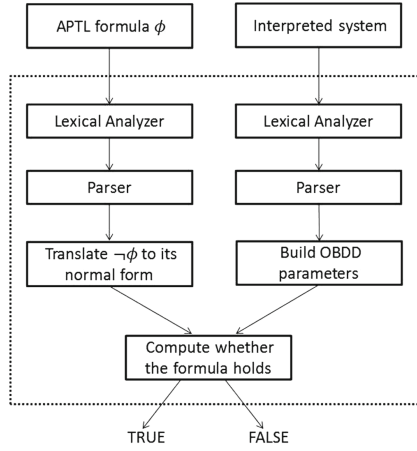 APTL formula ϕ
Interpreted system
Lexical Analyzer
Lexical Analyzer
Parser
Parser
Translate ¬ϕ to its
normal form
Build OBDD
parameters
Compute whether
the formula holds
TRUE
FALSE